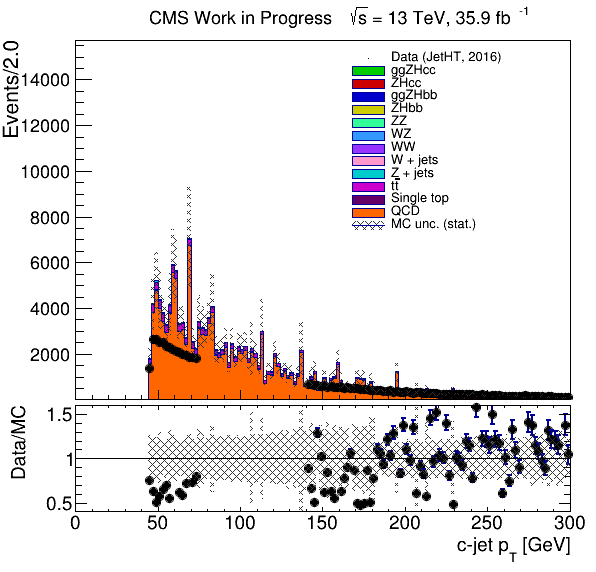 CMS Work in Progress √s = 13 TeV, 35.9 fb -1
Events/2.0
14000
12000
10000
8000
6000
4000
2000
Data (JetHT, 2016)
ggZHcc
ZHcc
ggZHbb
ZHbb
ZZ
WZ
WW
W + jets
Z + jets
tt̅
Single top
QCD
MC unc. (stat.)
Data/MC
1.5
1
0.5
0 50 100 150 200 250 300
c-jet p_T [GeV]